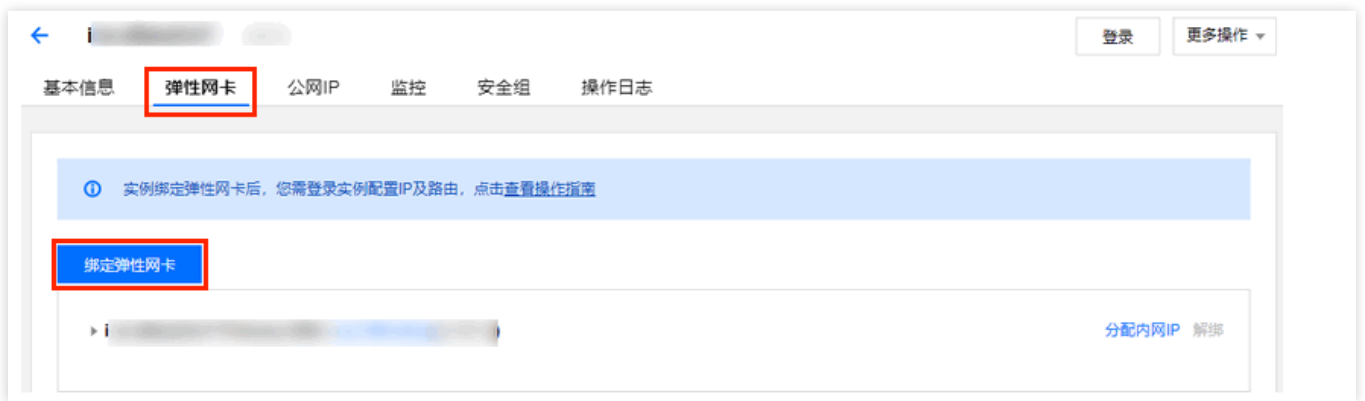 登录 更多操作
基本信息 弹性网卡 公网IP 监控 安全组 操作日志
实例绑定弹性网卡后，您需登录实例配置IP及路由，点击查看操作指南
绑定弹性网卡
分配内网IP 解绑